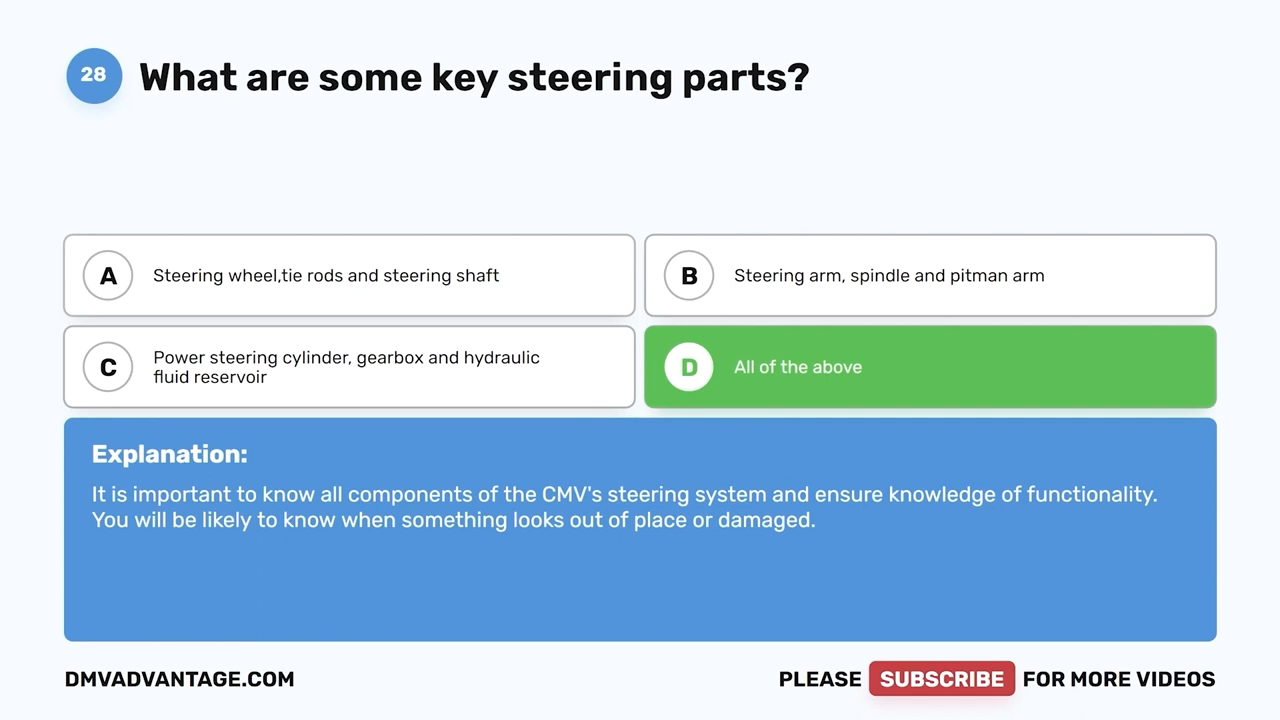 28
What are some key steering parts?
A
Steering wheel,tie rods and steering shaft
B
Steering arm, spindle and pitman arm
C
Power steering cylinder, gearbox and hydraulic
fluid reservoir
D
All of the above
Explanation:
It is important to know all components of the CMV's steering system and ensure knowledge of functionality.
You will be likely to know when something looks out of place or damaged.
DMVADVANTAGE.COM
PLEASE SUBSCRIBE FOR MORE VIDEOS